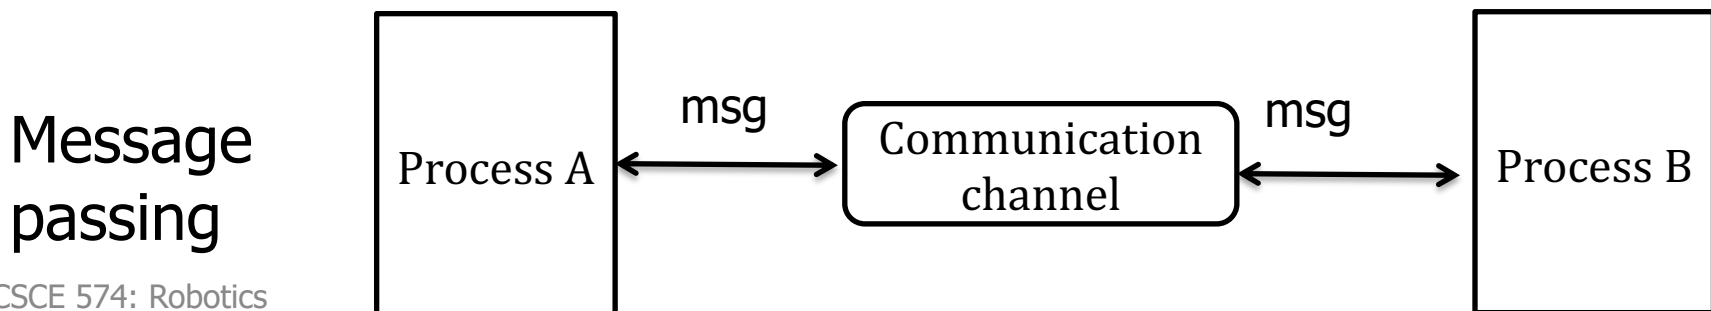 Message
passing
CSCE 574: Robotics
Process A
msg
Communication
channel
msg
Process B